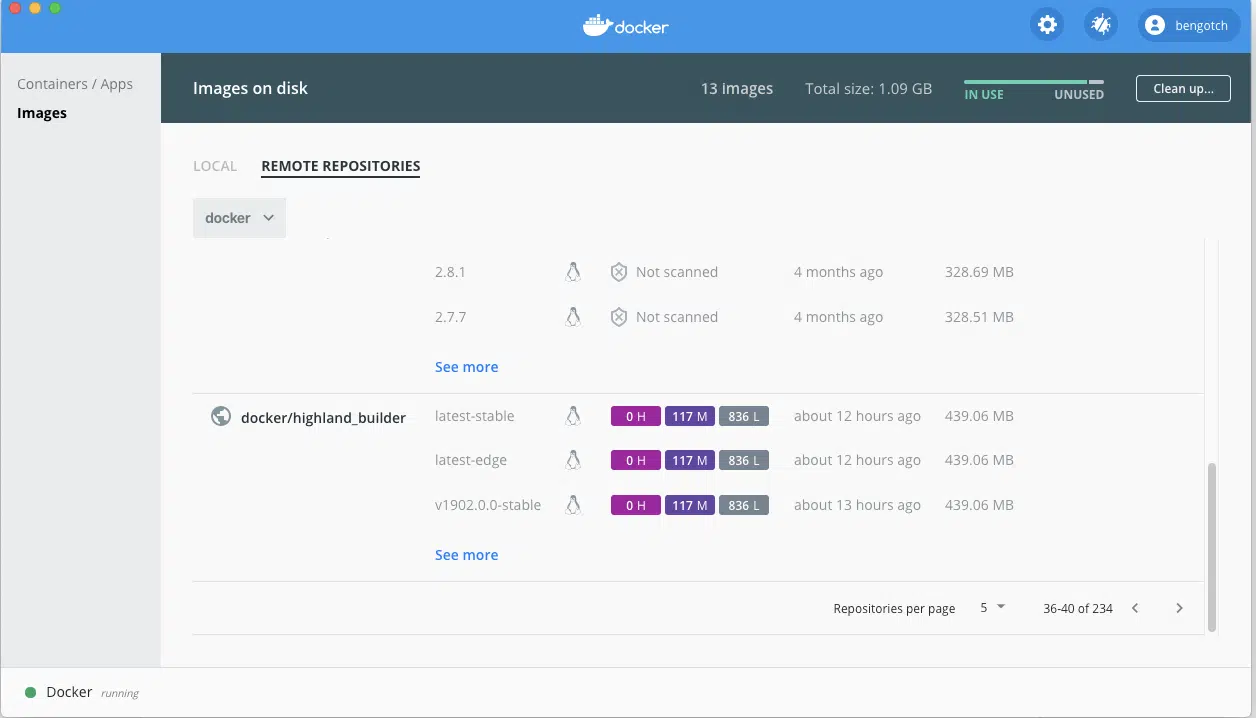 docker
bengotch
Containers / Apps
Images
Images on disk
13 images
Total size: 1.09 GB
IN USE
UNUSED
Clean up...
LOCAL
REMOTE REPOSITORIES
docker
2.8.1 Not scanned 4 months ago 328.69 MB
2.7.7 Not scanned 4 months ago 328.51 MB
See more
docker/highland_builder latest-stable 0 H 117 M 836 L about 12 hours ago 439.06 MB
latest-edge 0 H 117 M 836 L about 12 hours ago 439.06 MB
v1902.0.0-stable 0 H 117 M 836 L about 13 hours ago 439.06 MB
See more
Repositories per page 5 36-40 of 234
Docker running